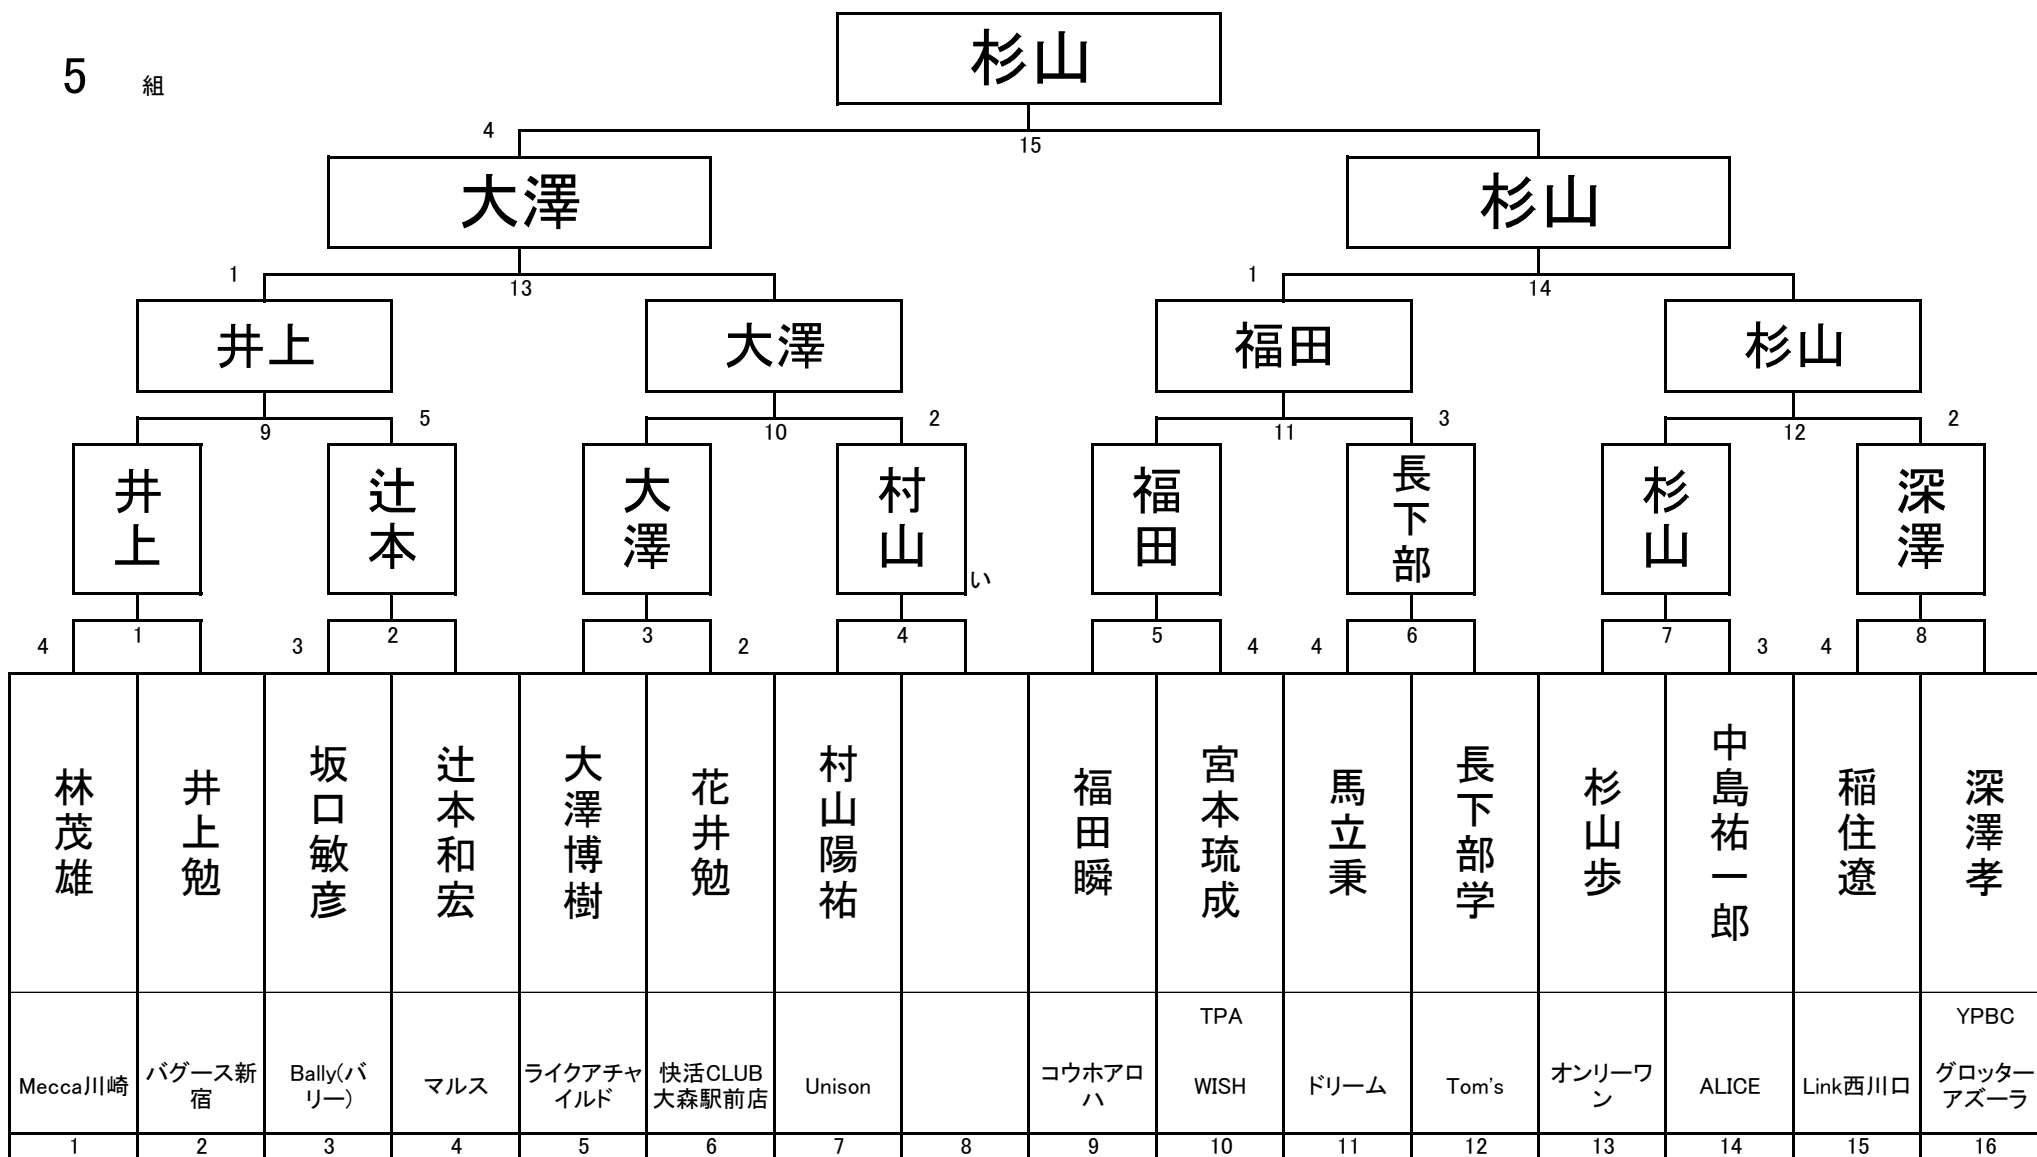 5 組
杉山
4
15
大澤
杉山
1
13
1
14
井上
大澤
福田
杉山
9
5
10
2
11
3
12
2
井上
辻本
大澤
村山
い
福田
長下部
杉山
深澤
4
1
3
2
3
2
4
5
4
4
6
7
3
4
8
林茂雄
井上勉
坂口敏彦
辻本和宏
大澤博樹
花井勉
村山陽祐
福田瞬
宮本琉成
馬立秉
長下部学
杉山歩
中島祐一郎
稲住遼
深澤孝
Mecca川崎
バグース新
宿
Bally(バ
リー)
マルス
ライクアチャ
イルド
快活CLUB
大森駅前店
Unison
コウホアロ
ハ
TPA
WISH
ドリーム
Tom's
オンリーワ
ン
ALICE
Link西川口
YPBC
グロッター
アズーラ
1 2 3 4 5 6 7 8 9 10 11 12 13 14 15 16